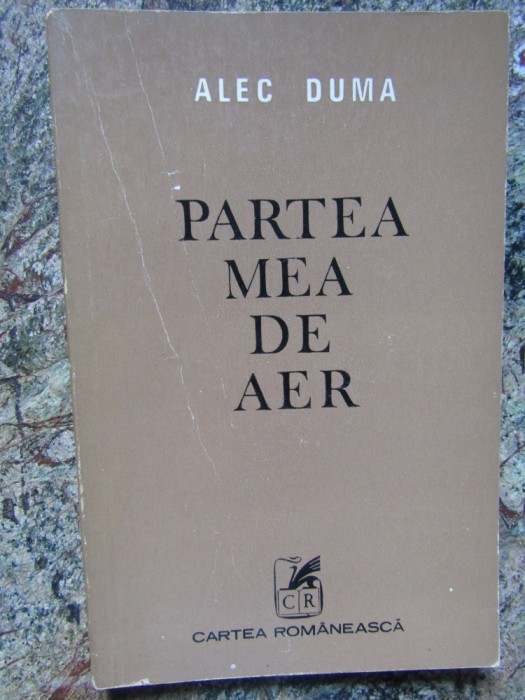 ALEC DUMA
PARTEA
MEA
DE
AER
CR
CARTEA ROMÂNEASCĂ